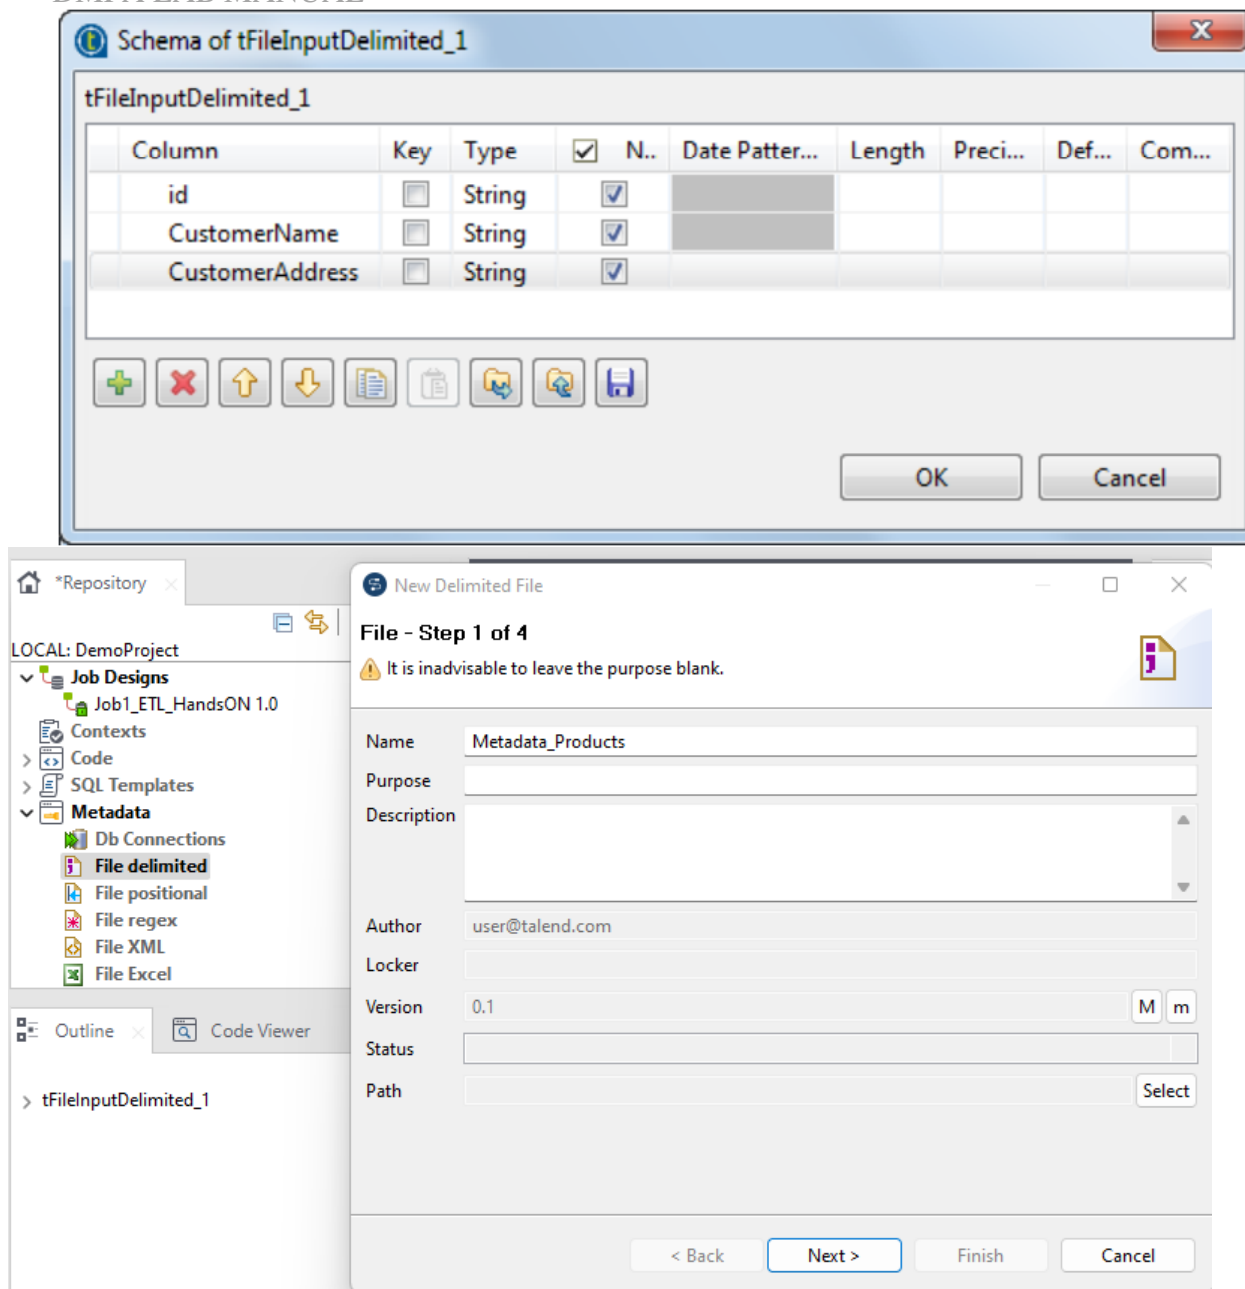 DMPA LAB MANUAL
Schema of tFileInputDelimited_1
tFileInputDelimited_1
Column Key Type N.. Date Patter... Length Preci... Def... Com...
id String
CustomerName String
CustomerAddress String
OK Cancel
*Repository
LOCAL: DemoProject
Job Designs
Job1_ETL_HandsON 1.0
Contexts
Code
SQL Templates
Metadata
Db Connections
File delimited
File positional
File regex
File XML
File Excel
Outline Code Viewer
tFileInputDelimited_1
New Delimited File
File - Step 1 of 4
It is inadvisable to leave the purpose blank.
Name Metadata_Products
Purpose
Description
Author user@talend.com
Locker
Version 0.1 M m
Status
Path Select
< Back Next > Finish Cancel